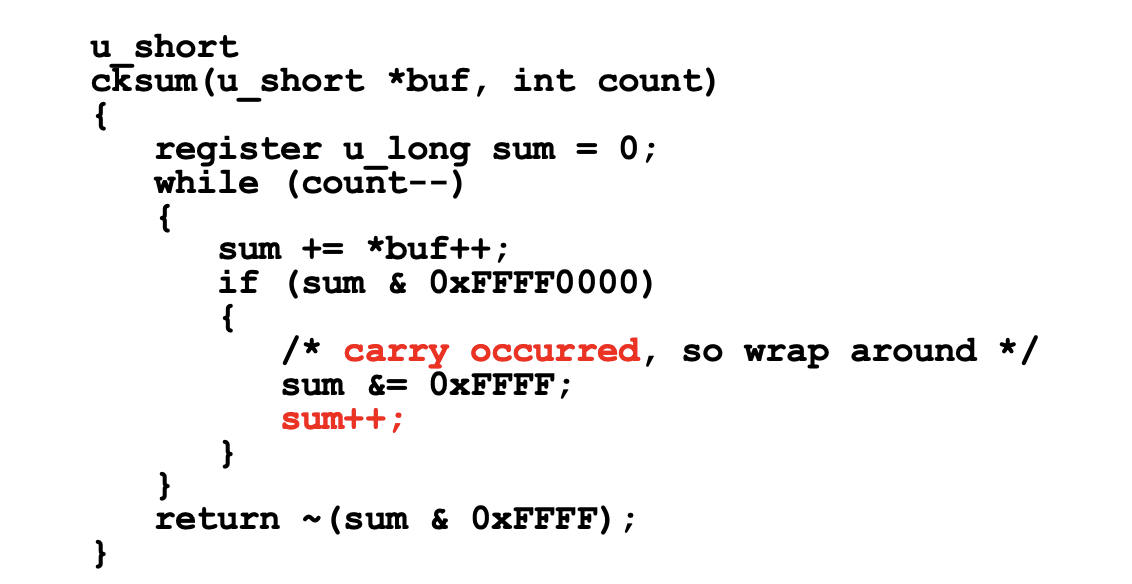 u_short
cksum(u_short *buf, int count)
{
   register u_long sum = 0;
   while (count--)
   {
      sum += *buf++;
      if (sum & 0xFFFF0000)
      {
         /* carry occurred, so wrap around */
         sum &= 0xFFFF;
         sum++;
      }
   }
   return ~(sum & 0xFFFF);
}